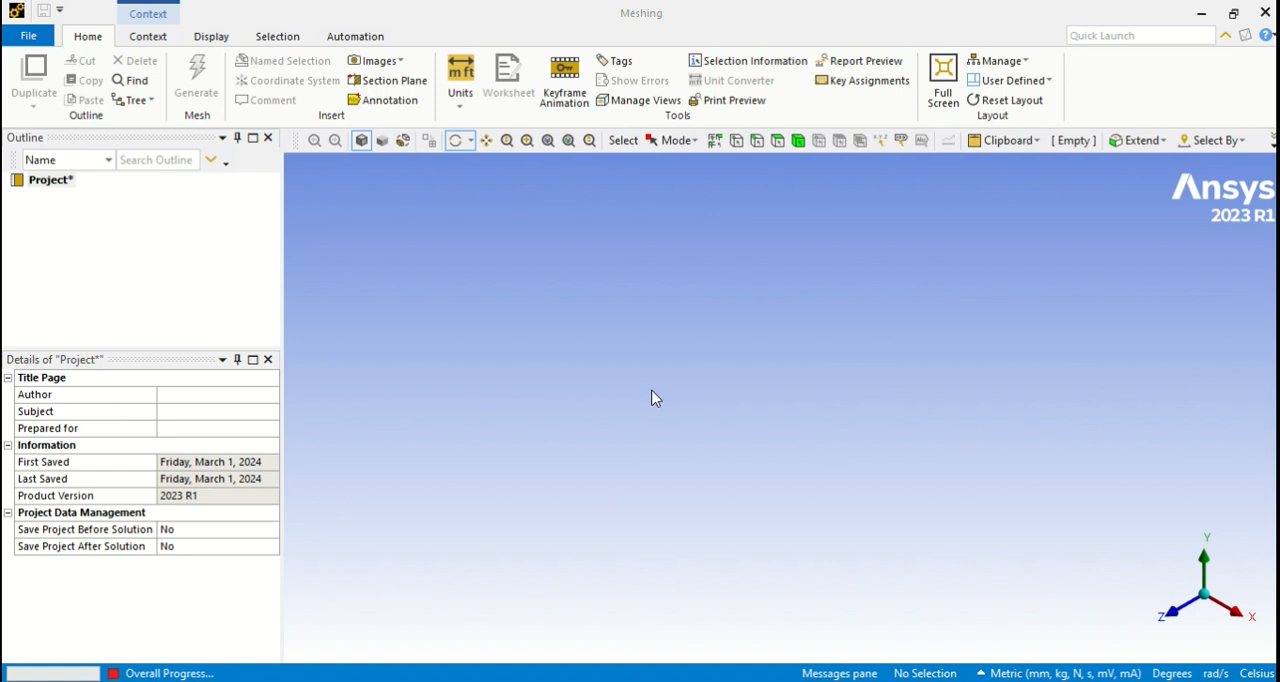 Context
Meshing
File
Home
Context
Display
Selection
Automation
Quick Launch
Duplicate
Cut
Copy
Paste
Delete
Find
Tree
Outline
Generate
Mesh
Named Selection
Coordinate System
Comment
Images
Section Plane
Annotation
Insert
Units
Worksheet
Keyframe
Animation
Tags
Show Errors
Manage Views
Selection Information
Unit Converter
Print Preview
Report Preview
Key Assignments
Tools
Full
Screen
Manage
User Defined
Reset Layout
Layout
Outline
Select
Mode
Clipboard
[ Empty ]
Extend
Select By
Name
Search Outline
Project*
Ansys
2023 R1
Details of "Project*"
Title Page
Author
Subject
Prepared for
Information
First Saved Friday, March 1, 2024
Last Saved Friday, March 1, 2024
Product Version 2023 R1
Project Data Management
Save Project Before Solution No
Save Project After Solution No
Y
Z
X
Overall Progress...
Messages pane
No Selection
Metric (mm, kg, N, s, mV, mA)
Degrees
rad/s
Celsius